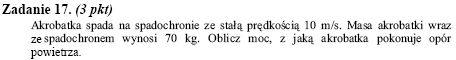 Zadanie 17. (3 pkt)
Akrobatka spada na spadochronie ze stałą prędkością 10 m/s. Masa akrobatki wraz
ze spadochronem wynosi 70 kg. Oblicz moc, z jaką akrobatka pokonuje opór
powietrza.